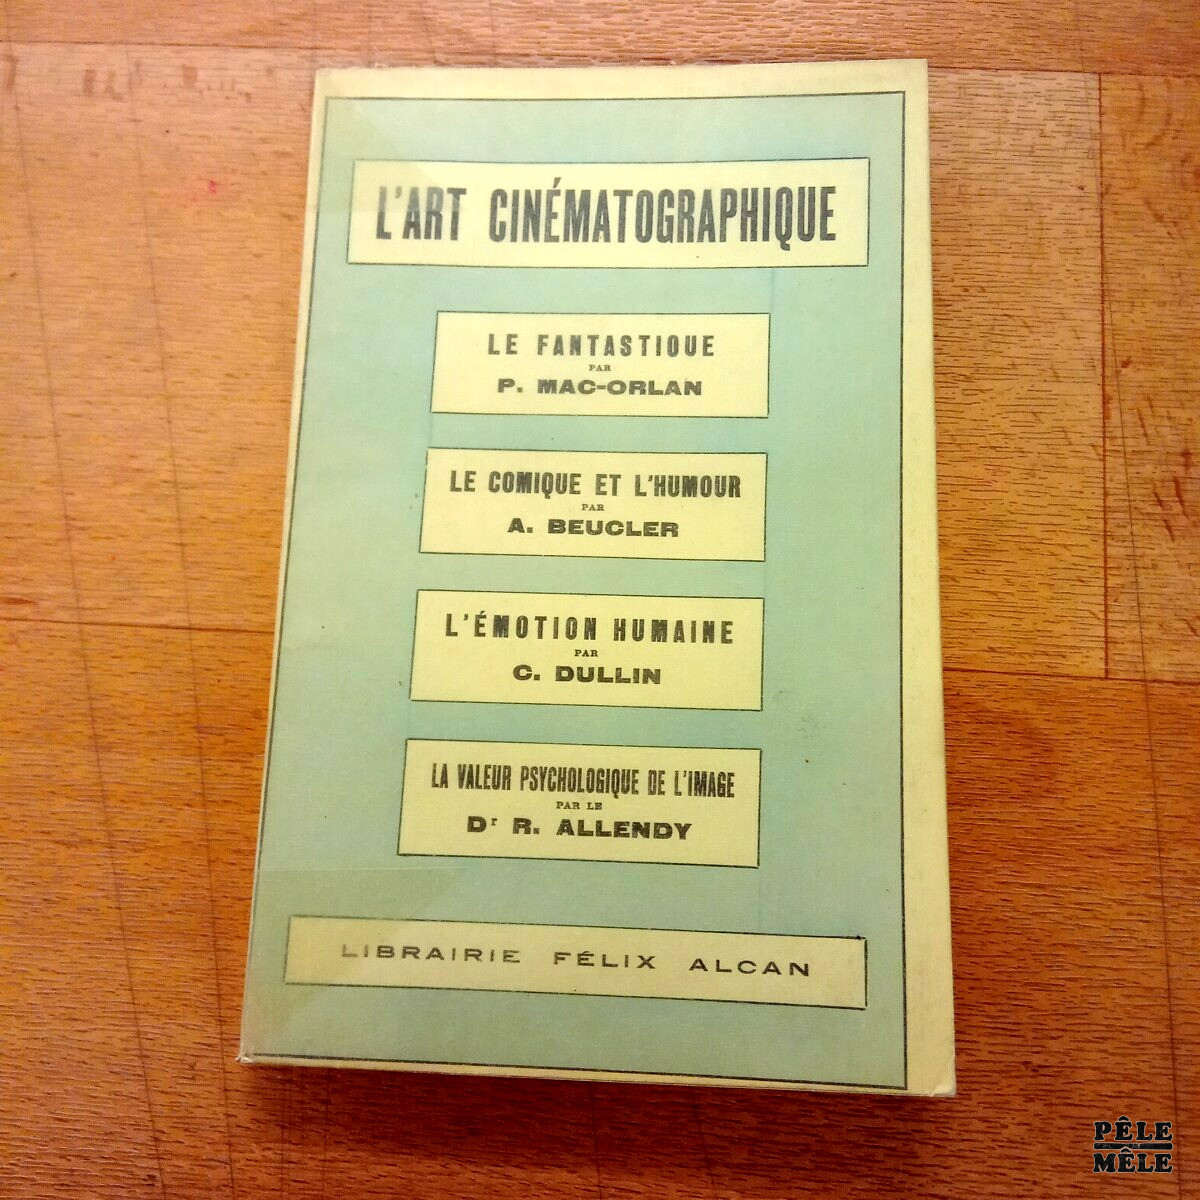 L'ART CINÉMATOGRAPHIQUE
LE FANTASTIQUE
PAR
P. MAC-ORLAN
LE COMIQUE ET L'HUMOUR
PAR
A. BEUCLER
L'ÉMOTION HUMAINE
PAR
C. DULLIN
LA VALEUR PSYCHOLOGIQUE DE L'IMAGE
PAR LE
Dr R. ALLENDY
LIBRAIRIE FÉLIX ALCAN
PÊLE
MÊLE